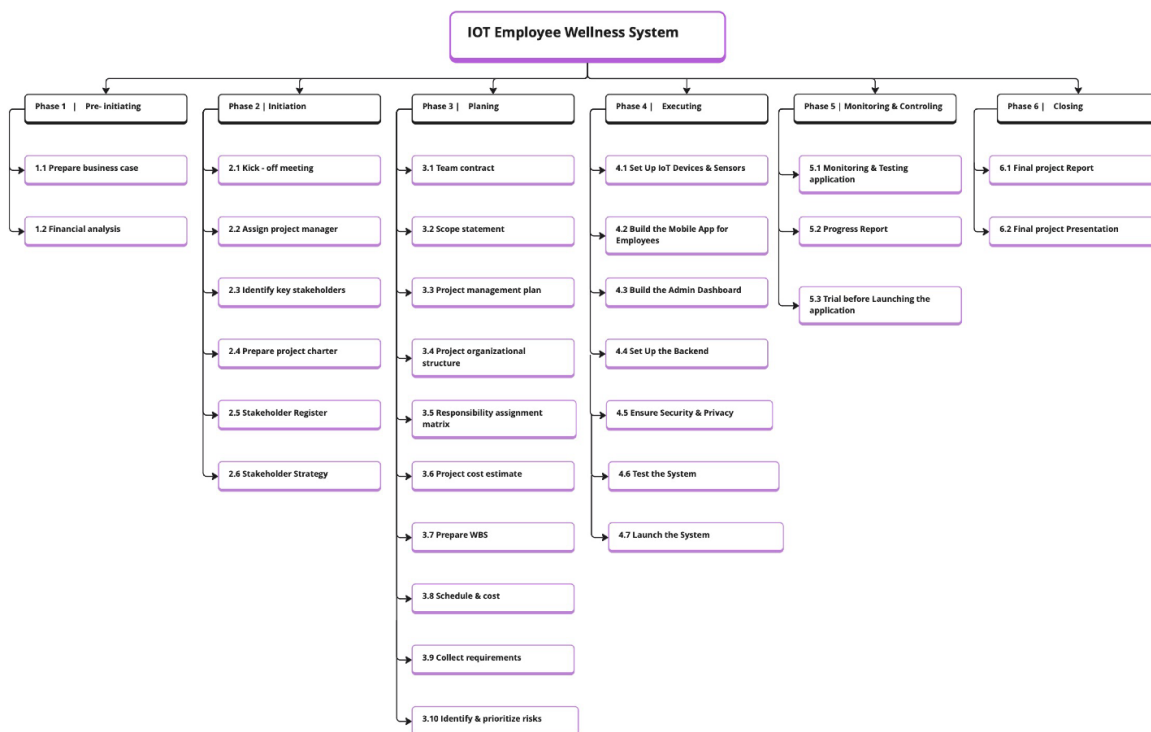 IOT Employee Wellness System
Phase 1 | Pre- initiating
1.1 Prepare business case
1.2 Financial analysis
Phase 2 | Initiation
2.1 Kick - off meeting
2.2 Assign project manager
2.3 Identify key stakeholders
2.4 Prepare project charter
2.5 Stakeholder Register
2.6 Stakeholder Strategy
Phase 3 | Planing
3.1 Team contract
3.2 Scope statement
3.3 Project management plan
3.4 Project organizational
structure
3.5 Responsibility assignment
matrix
3.6 Project cost estimate
3.7 Prepare WBS
3.8 Schedule & cost
3.9 Collect requirements
3.10 Identify & prioritize risks
Phase 4 | Executing
4.1 Set Up IoT Devices & Sensors
4.2 Build the Mobile App for
Employees
4.3 Build the Admin Dashboard
4.4 Set Up the Backend
4.5 Ensure Security & Privacy
4.6 Test the System
4.7 Launch the System
Phase 5 | Monitoring & Controling
5.1 Monitoring & Testing
application
5.2 Progress Report
5.3 Trial before Launching the
application
Phase 6 | Closing
6.1 Final project Report
6.2 Final project Presentation